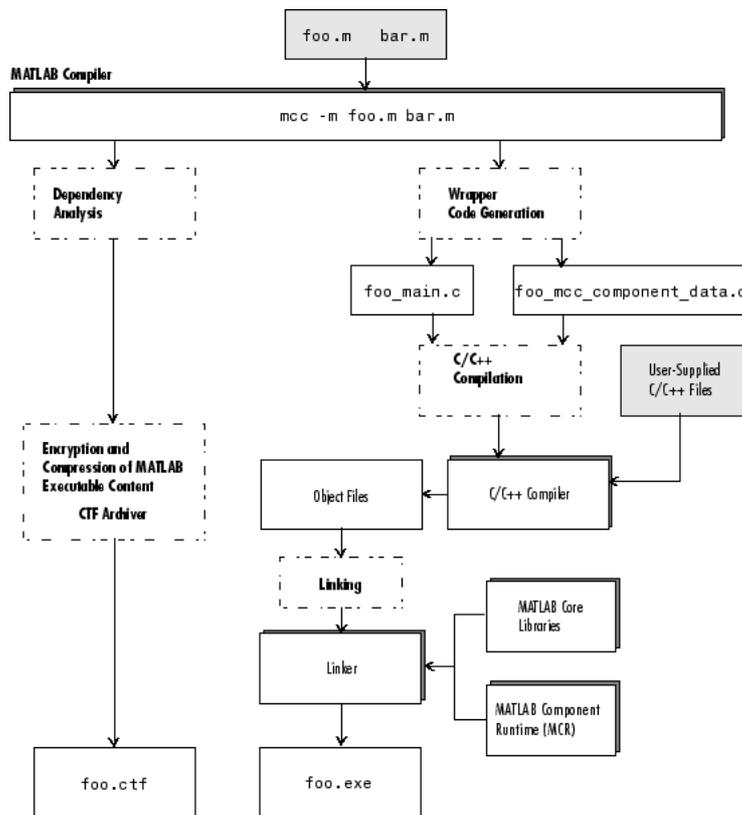 foo.m bar.m
MATLAB Compiler
mcc -m foo.m bar.m
Dependency
Analysis
Wrapper
Code Generation
foo_main.c
foo_mcc_component_data.c
C/C++
Compilation
User-Supplied
C/C++ Files
Encryption and
Compression of MATLAB
Executable Content
CTF Archiver
Object Files
C/C++ Compiler
Linking
MATLAB Core
Libraries
Linker
MATLAB Component
Runtime (MCR)
foo.ctf
foo.exe